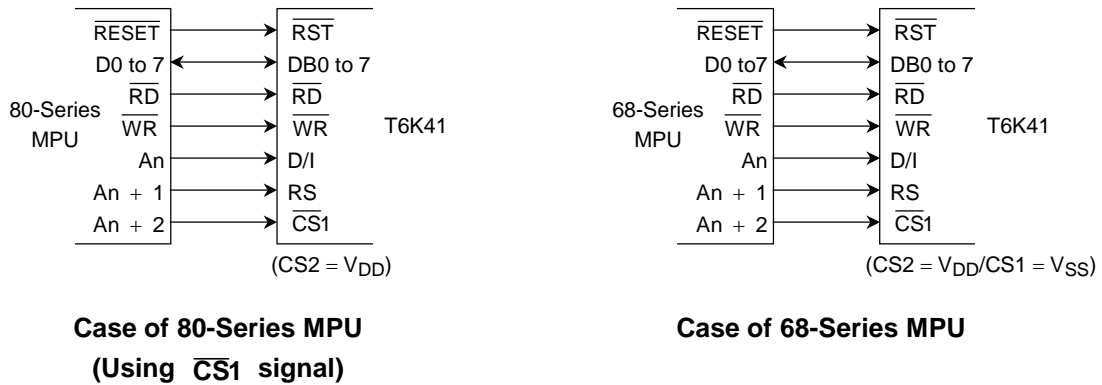 RESET RST RESET RST
D0 to 7 DB0 to 7 D0 to7 DB0 to 7
RD RD RD RD
80-Series MPU WR WR T6K41 68-Series MPU WR WR T6K41
An D/I An D/I
An + 1 RS An + 1 RS
An + 2 CS1 An + 2 CS1
(CS2 = VDD) (CS2 = VDD/CS1 = VSS)
Case of 80-Series MPU Case of 68-Series MPU
(Using CS1 signal)